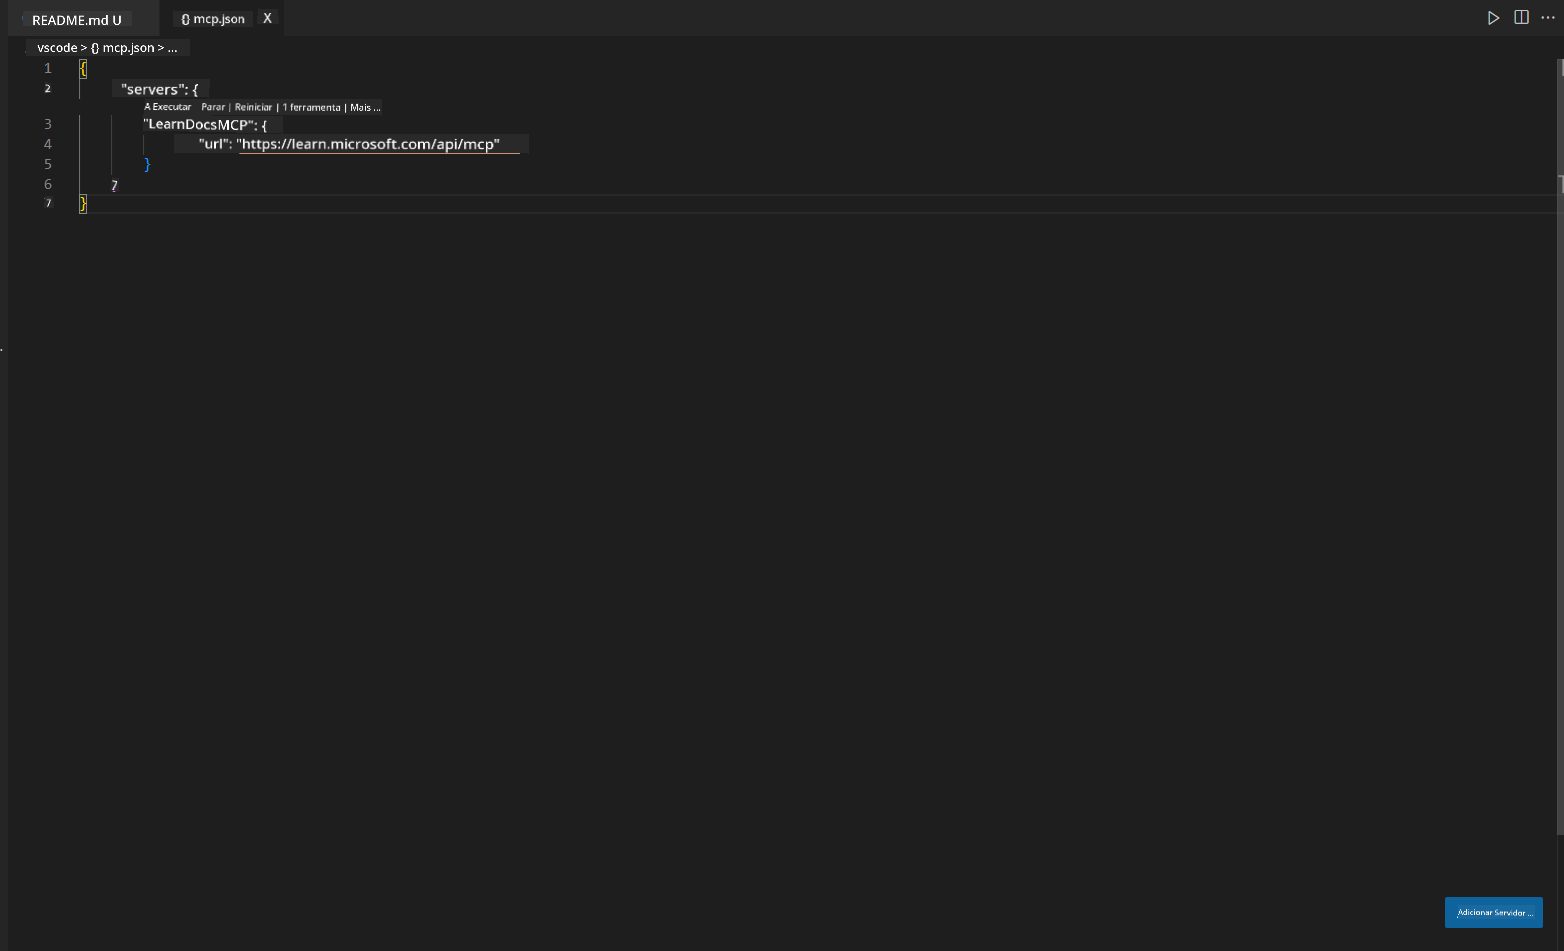 README.md U {} mcp.json X
vscode > {} mcp.json > ...
1 {
2 "servers": {
A Executar Parar | Reiniciar | 1 ferramenta | Mais ...
3 "LearnDocsMCP": {
4 "url": "https://learn.microsoft.com/api/mcp"
5 }
6 7
7 }
Adicionar Servidor ...